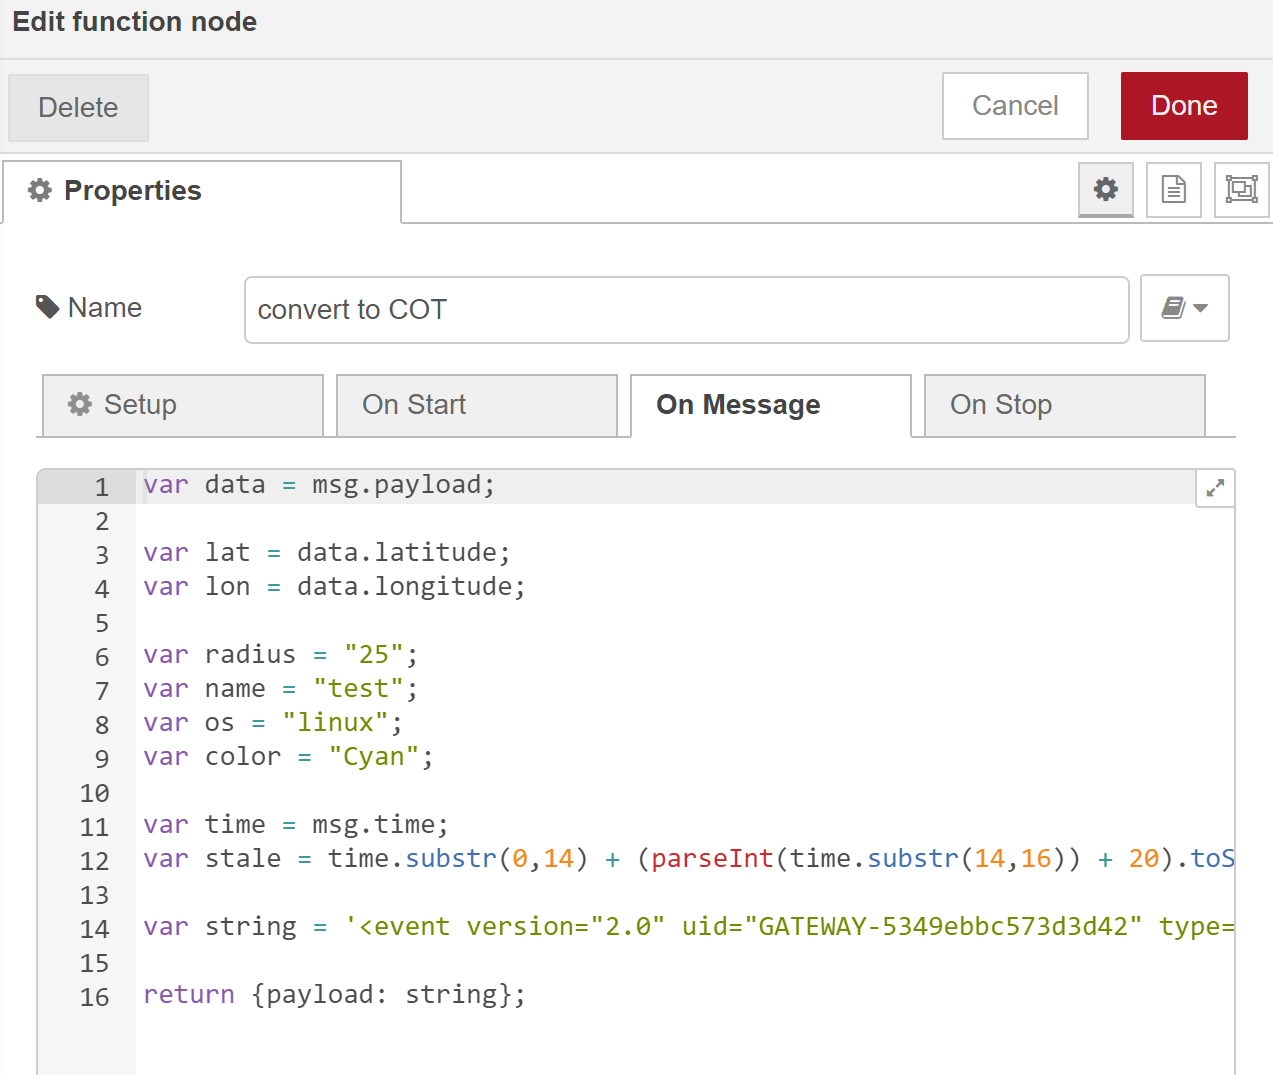 Edit function node
Delete
Cancel
Done
Properties
Name
convert to COT
Setup
On Start
On Message
On Stop
1 var data = msg.payload;
2
3 var lat = data.latitude;
4 var lon = data.longitude;
5
6 var radius = "25";
7 var name = "test";
8 var os = "linux";
9 var color = "Cyan";
10
11 var time = msg.time;
12 var stale = time.substr(0,14) + (parseInt(time.substr(14,16)) + 20).toS
13
14 var string = '<event version="2.0" uid="GATEWAY-5349ebbc573d3d42" type=
15
16 return {payload: string};